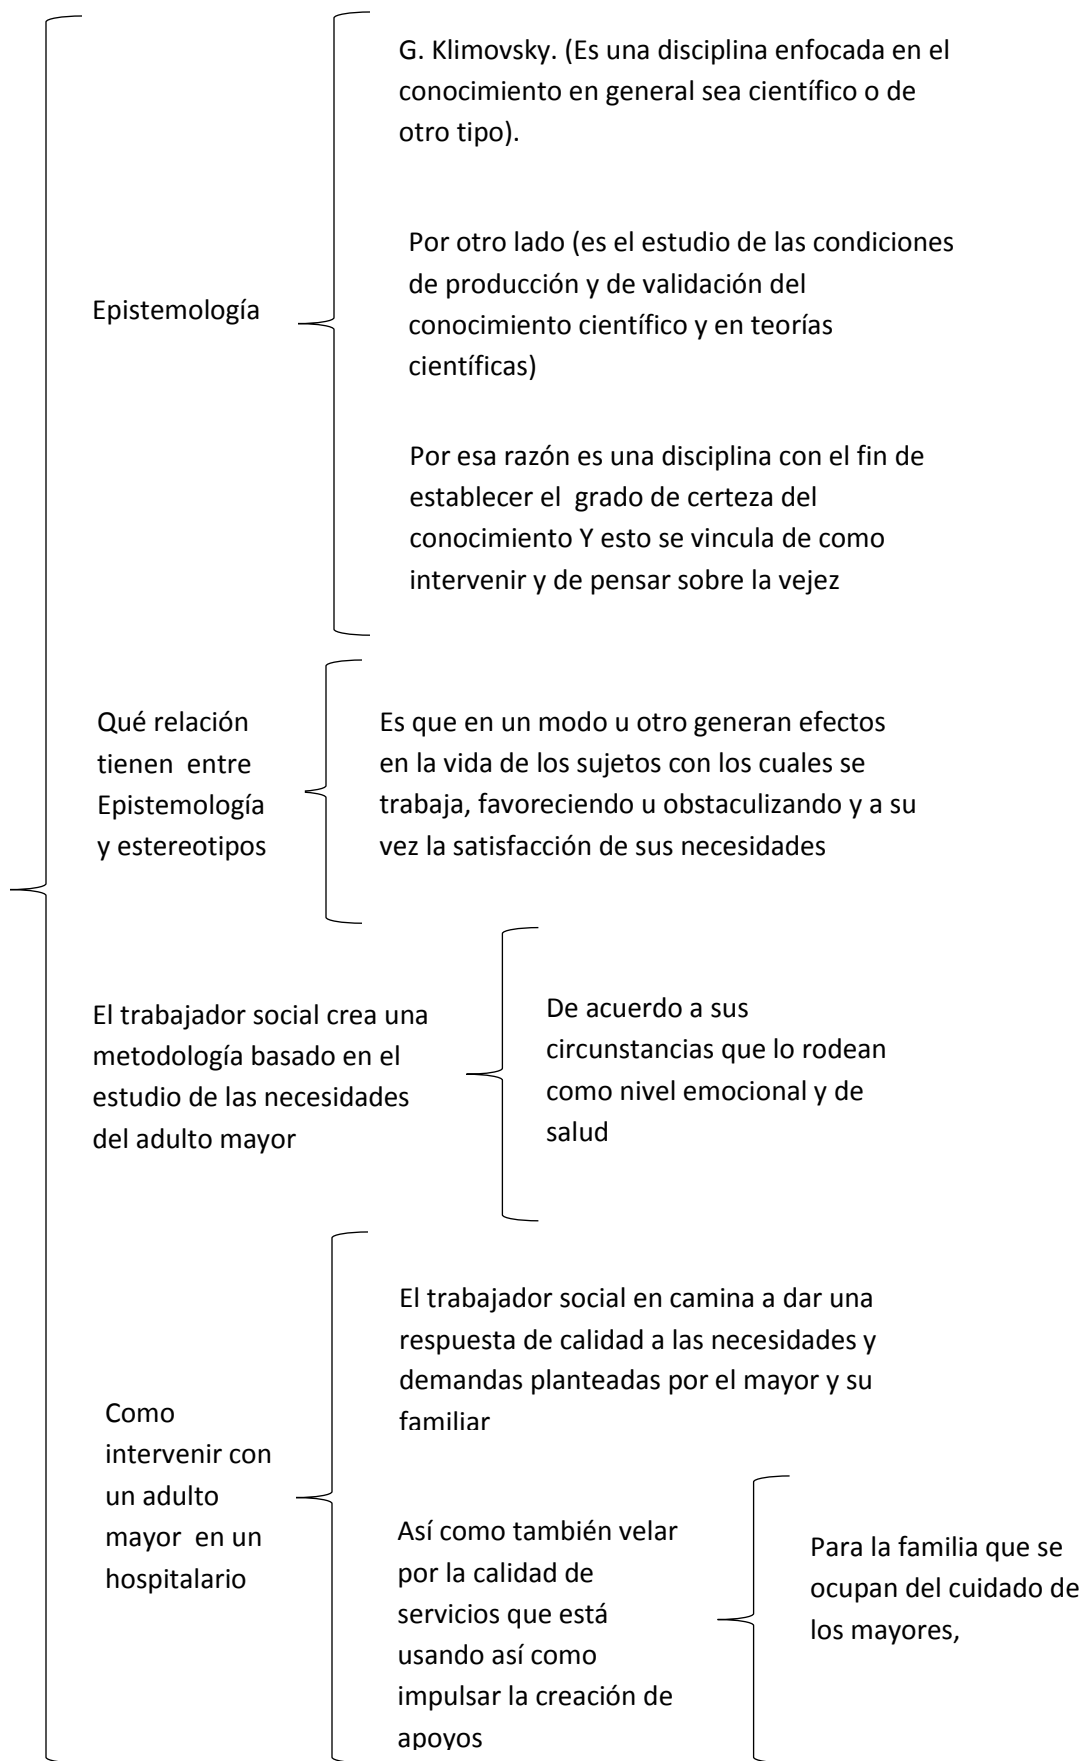 G. Klimovsky. (Es una disciplina enfocada en el
conocimiento en general sea científico o de
otro tipo).
Por otro lado (es el estudio de las condiciones
de producción y de validación del
conocimiento científico y en teorías
científicas)
Epistemología
Por esa razón es una disciplina con el fin de
establecer el  grado de certeza del
conocimiento Y esto se vincula de como
intervenir y de pensar sobre la vejez
Qué relación
tienen  entre
Epistemología
y estereotipos
Es que en un modo u otro generan efectos
en la vida de los sujetos con los cuales se
trabaja, favoreciendo u obstaculizando y a su
vez la satisfacción de sus necesidades
El trabajador social crea una
metodología basado en el
estudio de las necesidades
del adulto mayor
De acuerdo a sus
circunstancias que lo rodean
como nivel emocional y de
salud
Como
intervenir con
un adulto
mayor  en un
hospitalario
El trabajador social en camina a dar una
respuesta de calidad a las necesidades y
demandas planteadas por el mayor y su
familiar
Así como también velar
por la calidad de
servicios que está
usando así como
impulsar la creación de
apoyos
Para la familia que se
ocupan del cuidado de
los mayores,